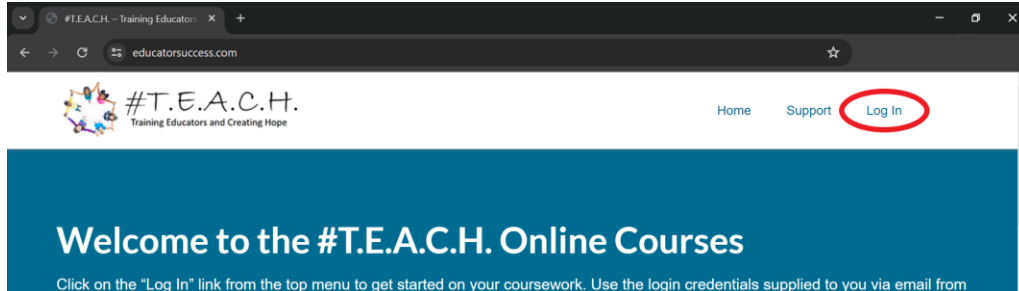 #T.E.A.C.H. – Training Educators
educatorsuccess.com
#T.E.A.C.H.
Training Educators and Creating Hope
Home Support Log In
Welcome to the #T.E.A.C.H. Online Courses
Click on the “Log In” link from the top menu to get started on your coursework. Use the login credentials supplied to you via email from